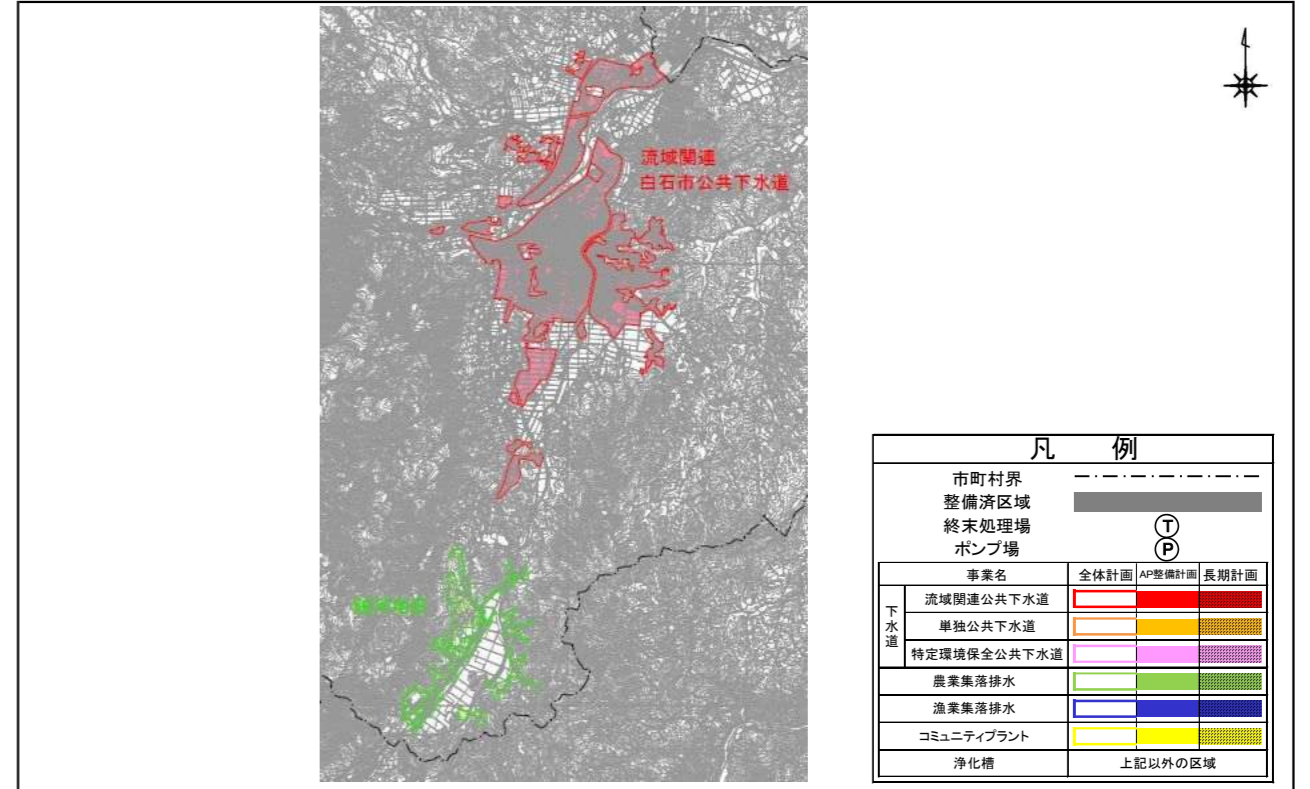 流域関連
白石市公共下水道
凡 例
市町村界
整備済区域
終末処理場 T
ポンプ場 P
事業名 全体計画 AP整備計画 長期計画
下水道
流域関連公共下水道
単独公共下水道
特定環境保全公共下水道
農業集落排水
漁業集落排水
コミュニティプラント
浄化槽 上記以外の区域